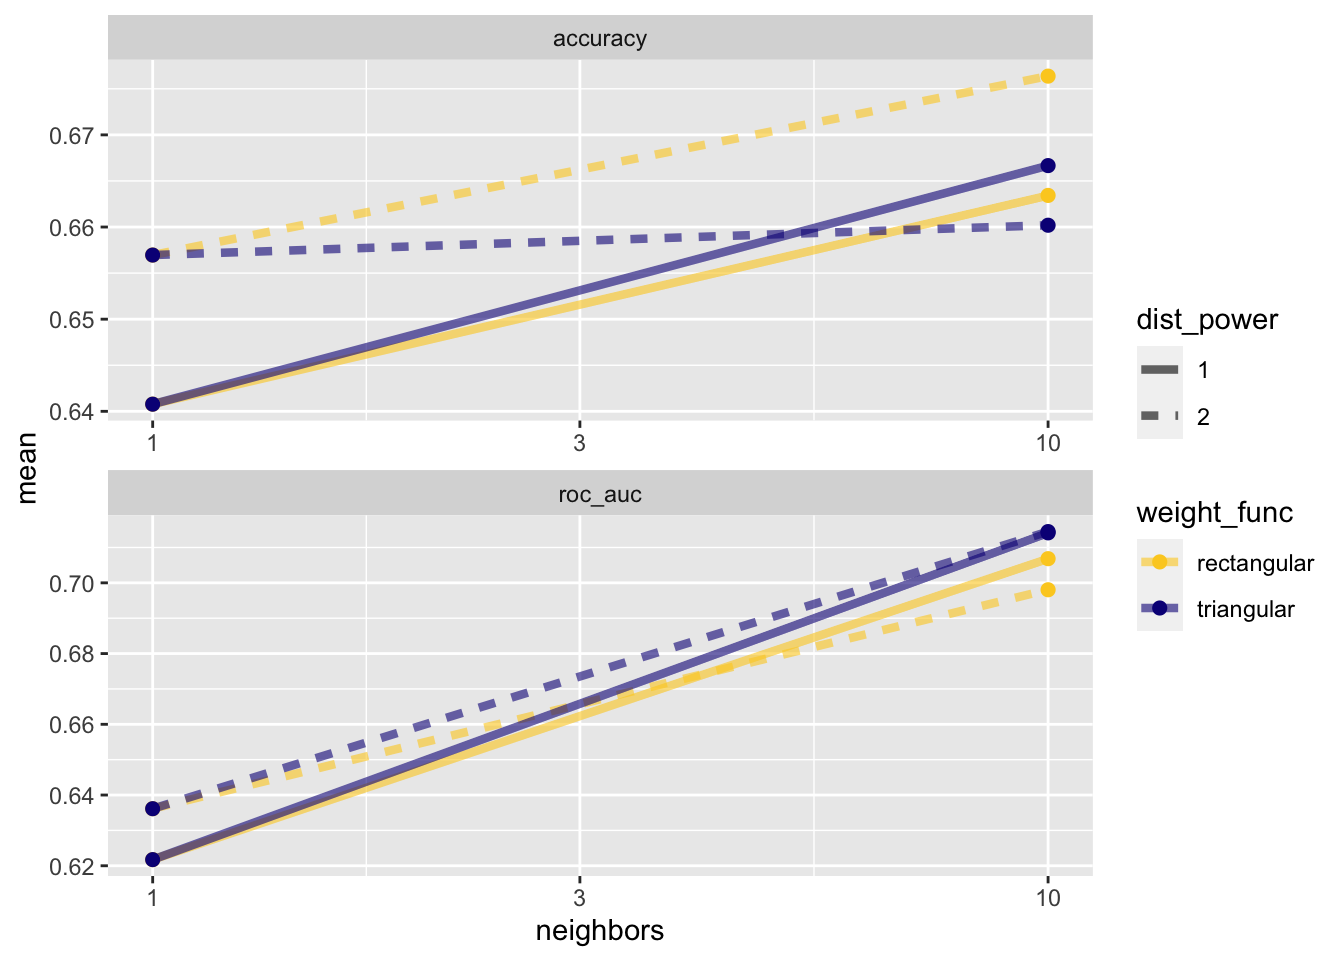 accuracy
0.67
0.66
0.65
0.64
1 3 10
mean
roc_auc
0.70
0.68
0.66
0.64
0.62
1 3 10
neighbors
dist_power
1
2
weight_func
rectangular
triangular